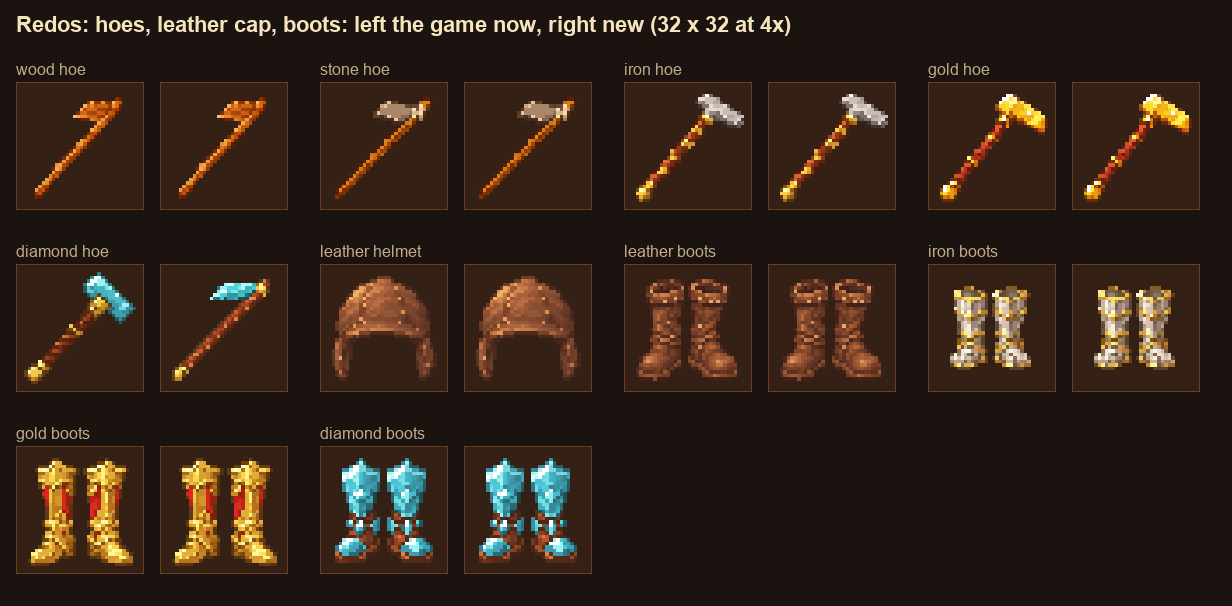 Redos: hoes, leather cap, boots: left the game now, right new (32 x 32 at 4x)
wood hoe
stone hoe
iron hoe
gold hoe
diamond hoe
leather helmet
leather boots
iron boots
gold boots
diamond boots